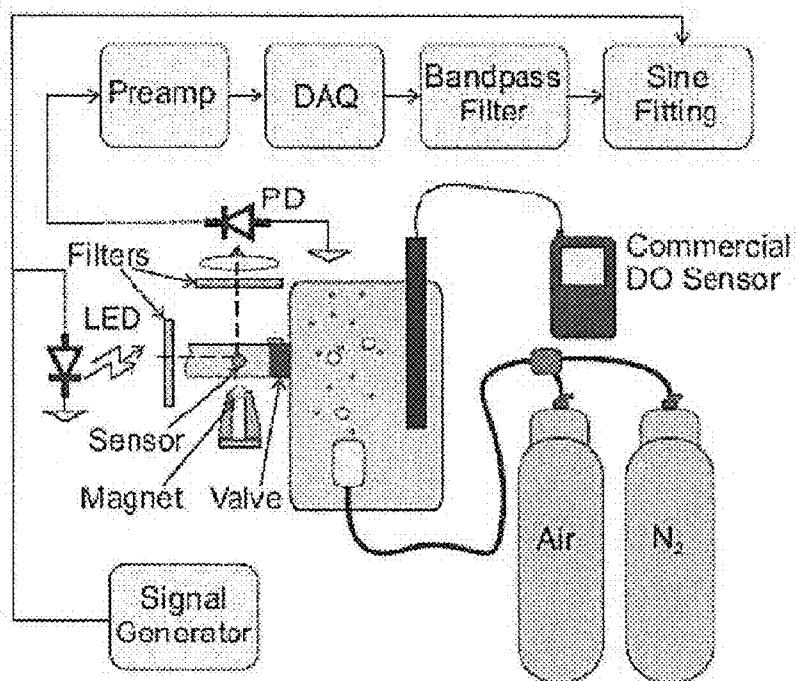 Preamp
DAQ
Bandpass
Filter
Sine
Fitting
PD
Filters
LED
Commercial
DO Sensor
Sensor
Magnet
Valve
Air
N₂
Signal
Generator